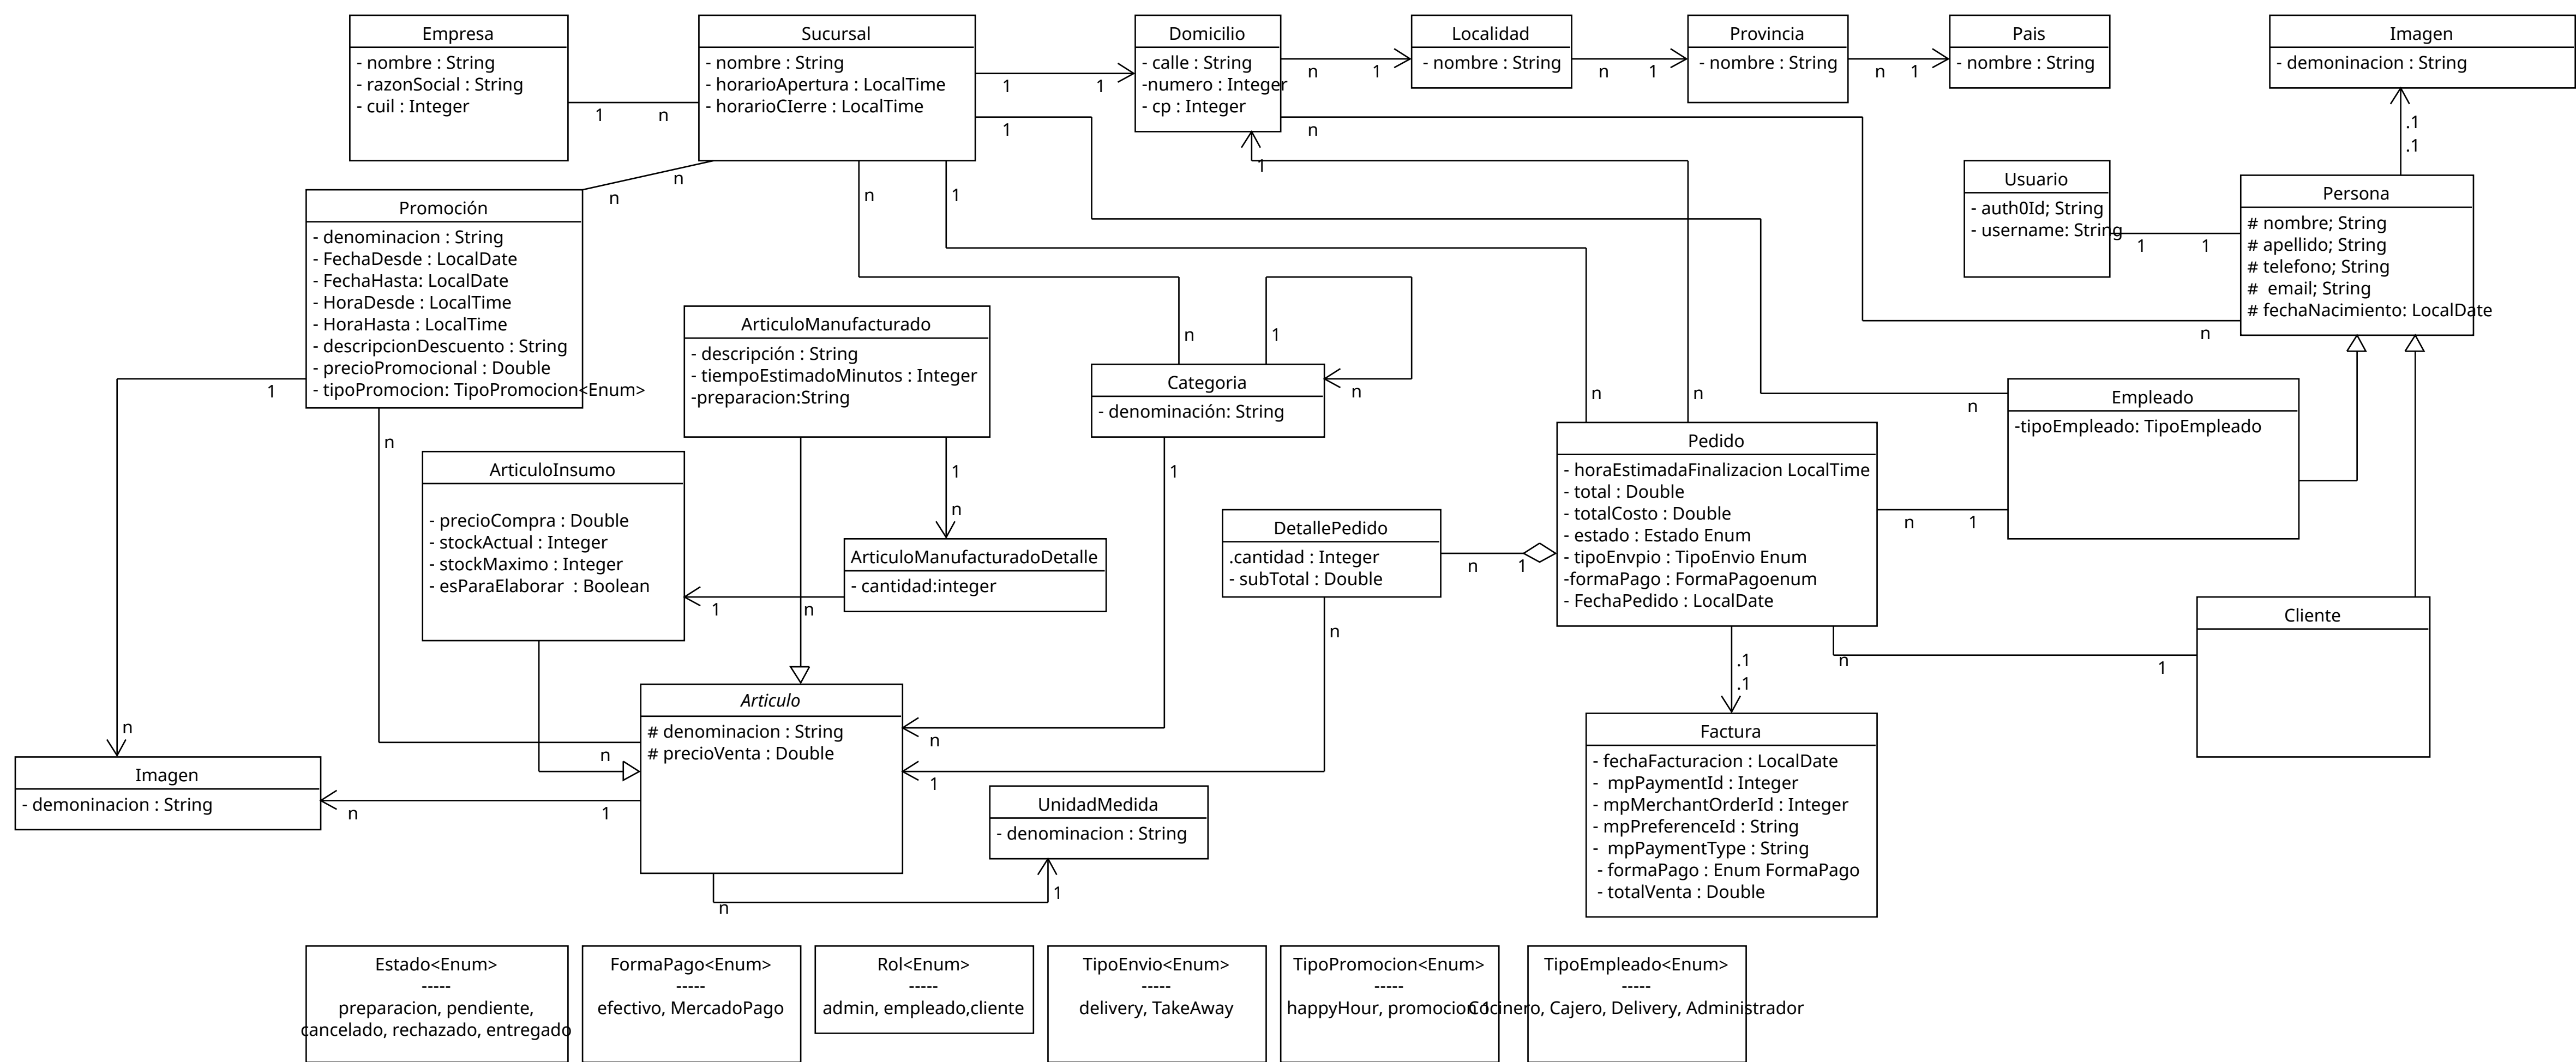 Empresa
- nombre : String
- razonSocial : String
- cuil : Integer
1
n
Sucursal
- nombre : String
- horarioApertura : LocalTime
- horarioCIerre : LocalTime
1
1
1
Domicilio
- calle : String
-numero : Integer
- cp : Integer
n
1
n
1
Localidad
- nombre : String
n
1
Provincia
- nombre : String
n
1
Pais
- nombre : String
Imagen
- demoninacion : String
.1
.1
Usuario
- auth0Id; String
- username: String
1
1
Persona
# nombre; String
# apellido; String
# telefono; String
#  email; String
# fechaNacimiento: LocalDate
n
n
n
n
1
Promoción
- denominacion : String
- FechaDesde : LocalDate
- FechaHasta: LocalDate
- HoraDesde : LocalTime
- HoraHasta : LocalTime
- descripcionDescuento : String
- precioPromocional : Double
- tipoPromocion: TipoPromocion<Enum>
1
n
ArticuloManufacturado
- descripción : String
- tiempoEstimadoMinutos : Integer
-preparacion:String
1
n
n
1
n
Categoria
- denominación: String
1
n
n
n
Empleado
-tipoEmpleado: TipoEmpleado
ArticuloInsumo
- precioCompra : Double
- stockActual : Integer
- stockMaximo : Integer
- esParaElaborar  : Boolean
ArticuloManufacturadoDetalle
- cantidad:integer
1
n
DetallePedido
.cantidad : Integer
- subTotal : Double
n
1
n
Pedido
- horaEstimadaFinalizacion LocalTime
- total : Double
- totalCosto : Double
- estado : Estado Enum
- tipoEnvpio : TipoEnvio Enum
-formaPago : FormaPagoenum
- FechaPedido : LocalDate
n
1
.1
.1
n
1
Cliente
Articulo
# denominacion : String
# precioVenta : Double
n
n
1
n
Imagen
- demoninacion : String
n
1
UnidadMedida
- denominacion : String
n
1
Factura
- fechaFacturacion : LocalDate
-  mpPaymentId : Integer
- mpMerchantOrderId : Integer
- mpPreferenceId : String
-  mpPaymentType : String
- formaPago : Enum FormaPago
- totalVenta : Double
Estado<Enum>
-----
preparacion, pendiente,
cancelado, rechazado, entregado
FormaPago<Enum>
-----
efectivo, MercadoPago
Rol<Enum>
-----
admin, empleado,cliente
TipoEnvio<Enum>
-----
delivery, TakeAway
TipoPromocion<Enum>
-----
happyHour, promocion1
TipoEmpleado<Enum>
-----
Cocinero, Cajero, Delivery, Administrador